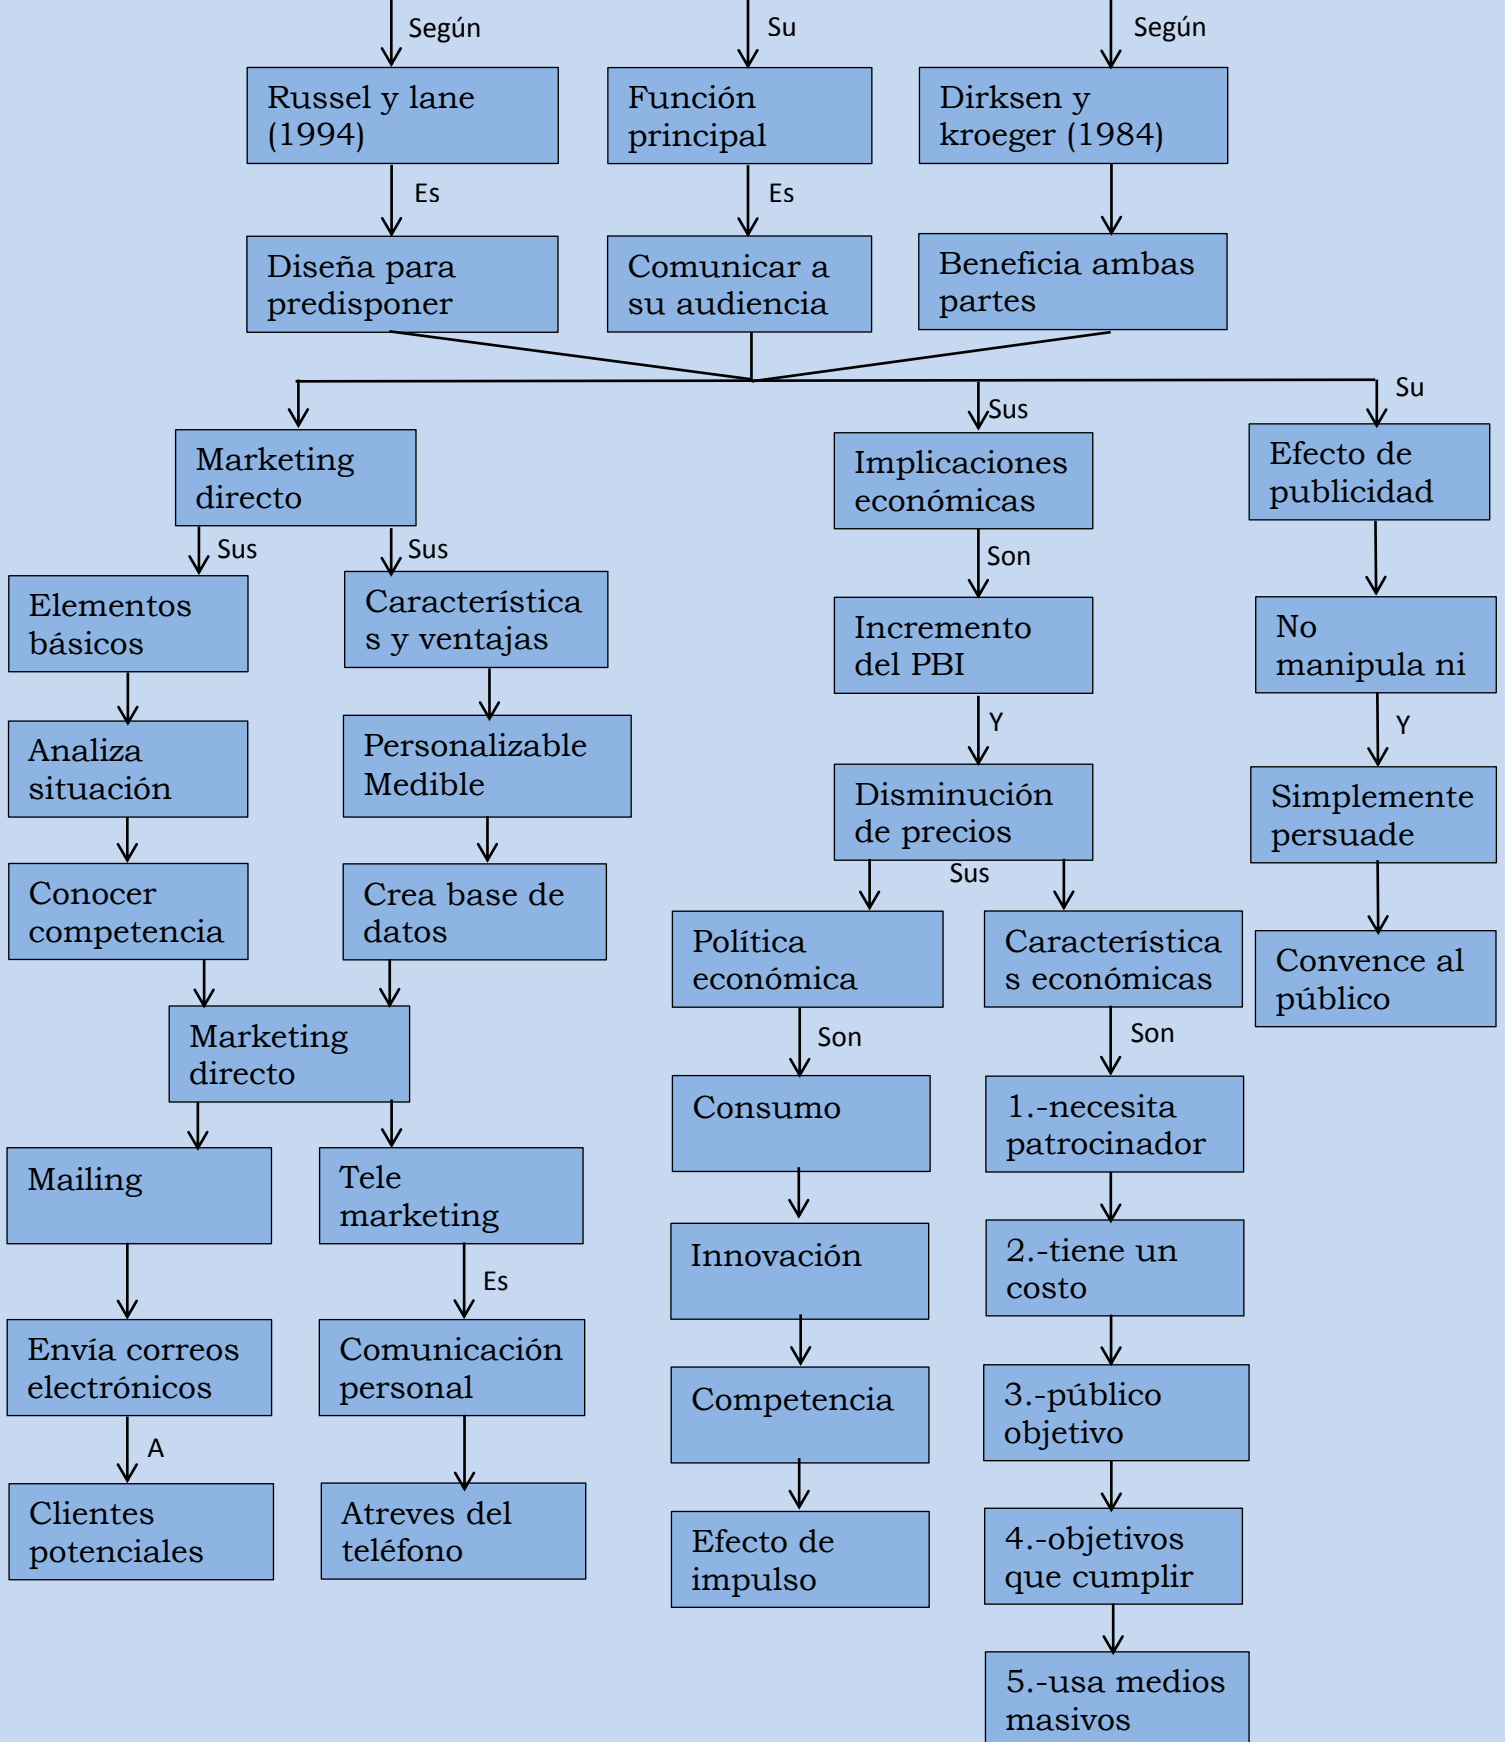 Según
Su
Según
Russel y lane
(1994)
Función
principal
Dirksen y
kroeger (1984)
Es
Es
Diseña para
predisponer
Comunicar a
su audiencia
Beneficia ambas
partes
Sus
Su
Marketing
directo
Implicaciones
económicas
Efecto de
publicidad
Sus
Sus
Son
Elementos
básicos
Característica
s y ventajas
Incremento
del PBI
No
manipula ni
Y
Y
Analiza
situación
Personalizable
Medible
Disminución
de precios
Simplemente
persuade
Sus
Conocer
competencia
Crea base de
datos
Política
económica
Característica
s económicas
Convence al
público
Marketing
directo
Son
Son
Consumo
1.-necesita
patrocinador
Mailing
Tele
marketing
Innovación
2.-tiene un
costo
Es
Envía correos
electrónicos
Comunicación
personal
Competencia
3.-público
objetivo
A
Clientes
potenciales
Atreves del
teléfono
Efecto de
impulso
4.-objetivos
que cumplir
5.-usa medios
masivos